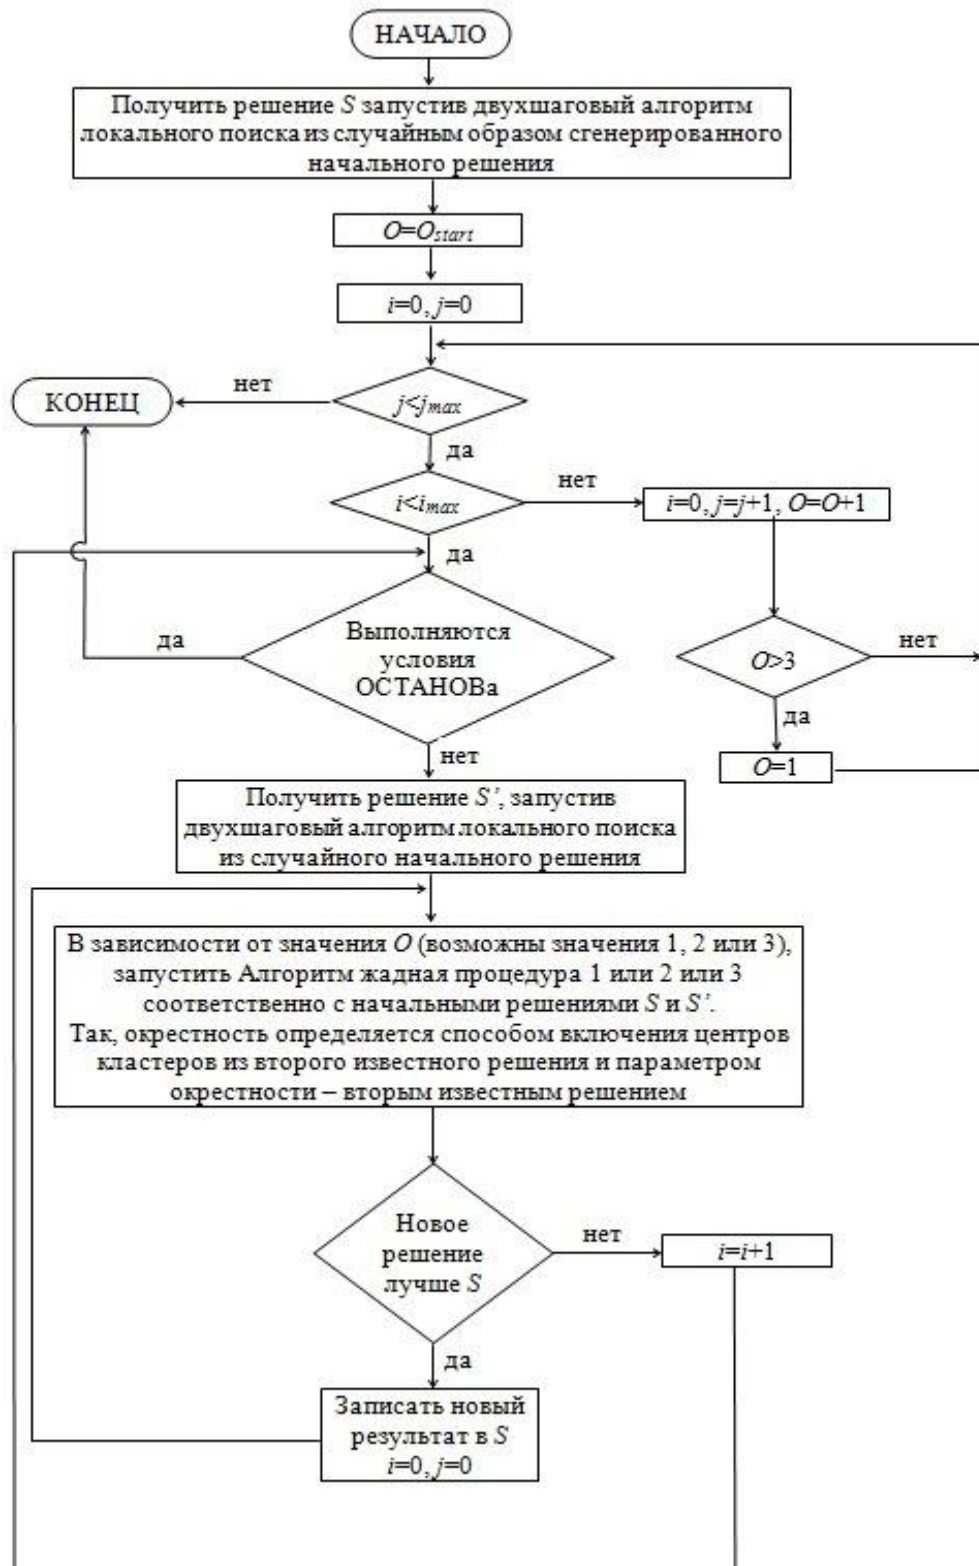 НАЧАЛО
Получить решение S запустив двухшаговый алгоритм
локального поиска из случайным образом сгенерированного
начального решения
O=Ostart
i=0, j=0
нет
КОНЕЦ
j<jmax
да
i<imax
нет
i=0, j=j+1, O=O+1
да
Выполняются
условия
ОСТАНОВа
да
O>3
нет
да
нет
O=1
Получить решение S’, запустив
двухшаговый алгоритм локального поиска
из случайного начального решения
В зависимости от значения O (возможны значения 1, 2 или 3),
запустить Алгоритм жадная процедура 1 или 2 или 3
соответственно с начальными решениями S и S’.
Так, окрестность определяется способом включения центров
кластеров из второго известного решения и параметром
окрестности – вторым известным решением
Новое
решение
лучше S
нет
i=i+1
да
Записать новый
результат в S
i=0, j=0